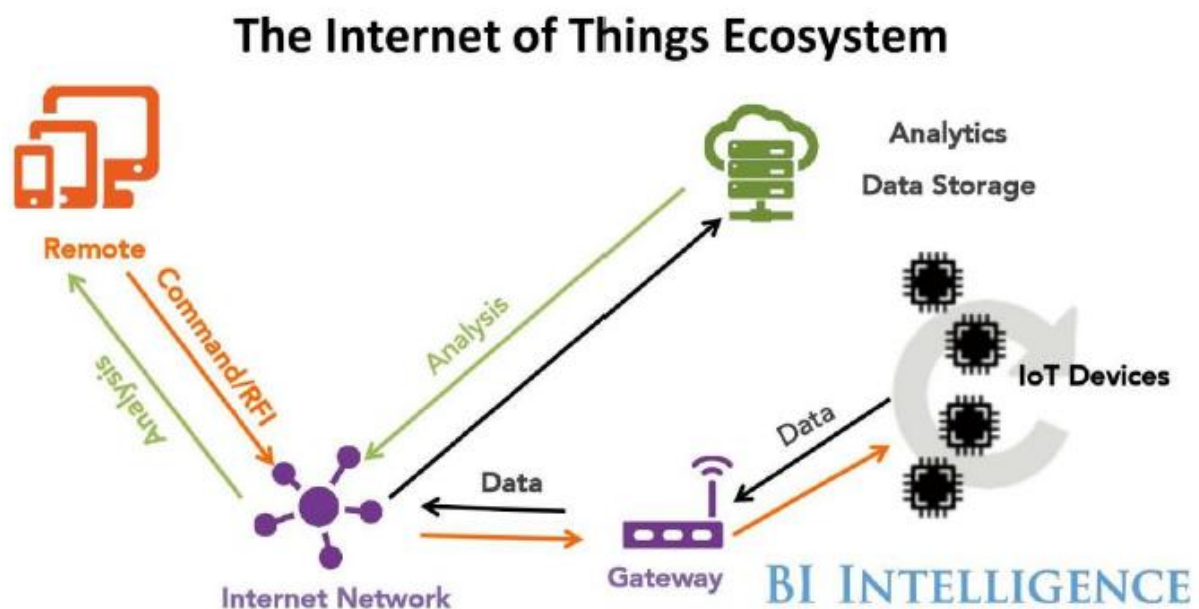 The Internet of Things Ecosystem
Analytics
Data Storage
Remote
Command/RFI
Analysis
Analysis
IoT Devices
Data
Data
Gateway
Internet Network
BI INTELLIGENCE